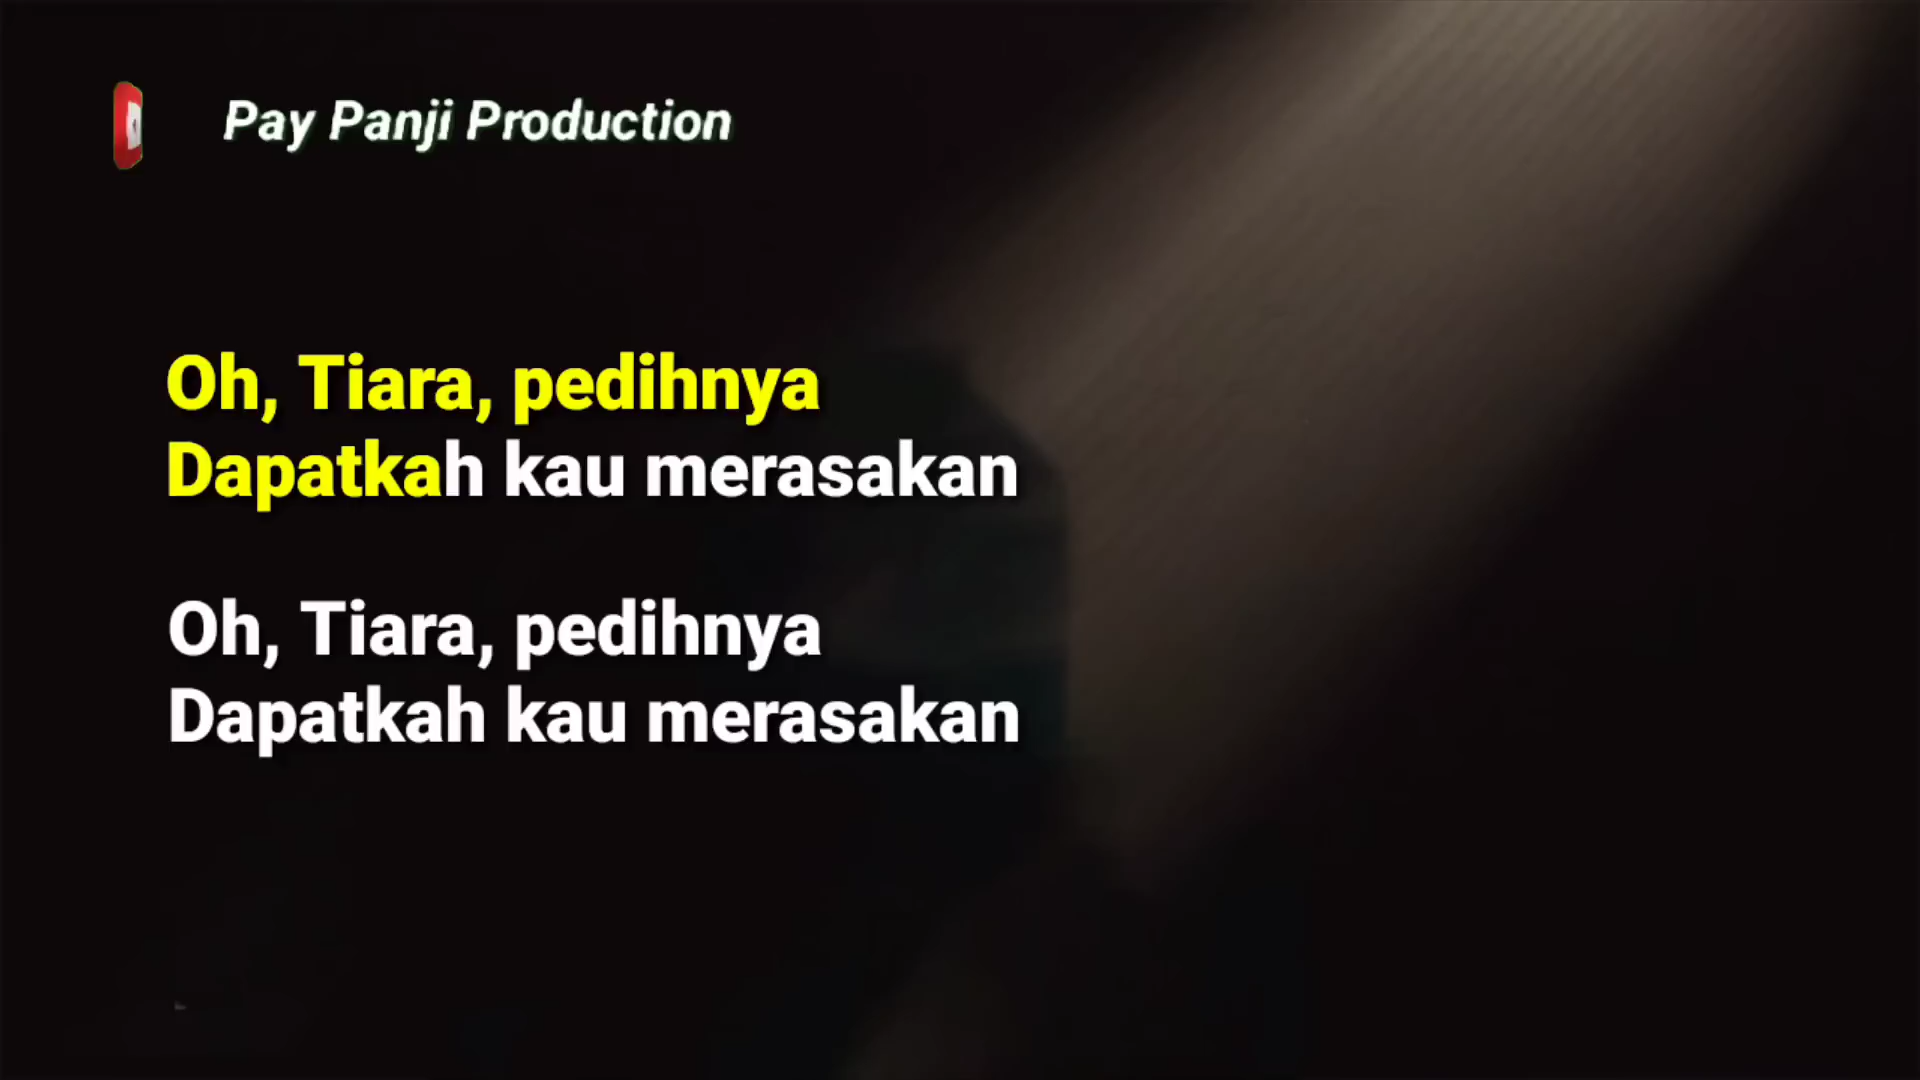 Pay Panji Production
Oh, Tiara, pedihnya
Dapatkah kau merasakan
Oh, Tiara, pedihnya
Dapatkah kau merasakan